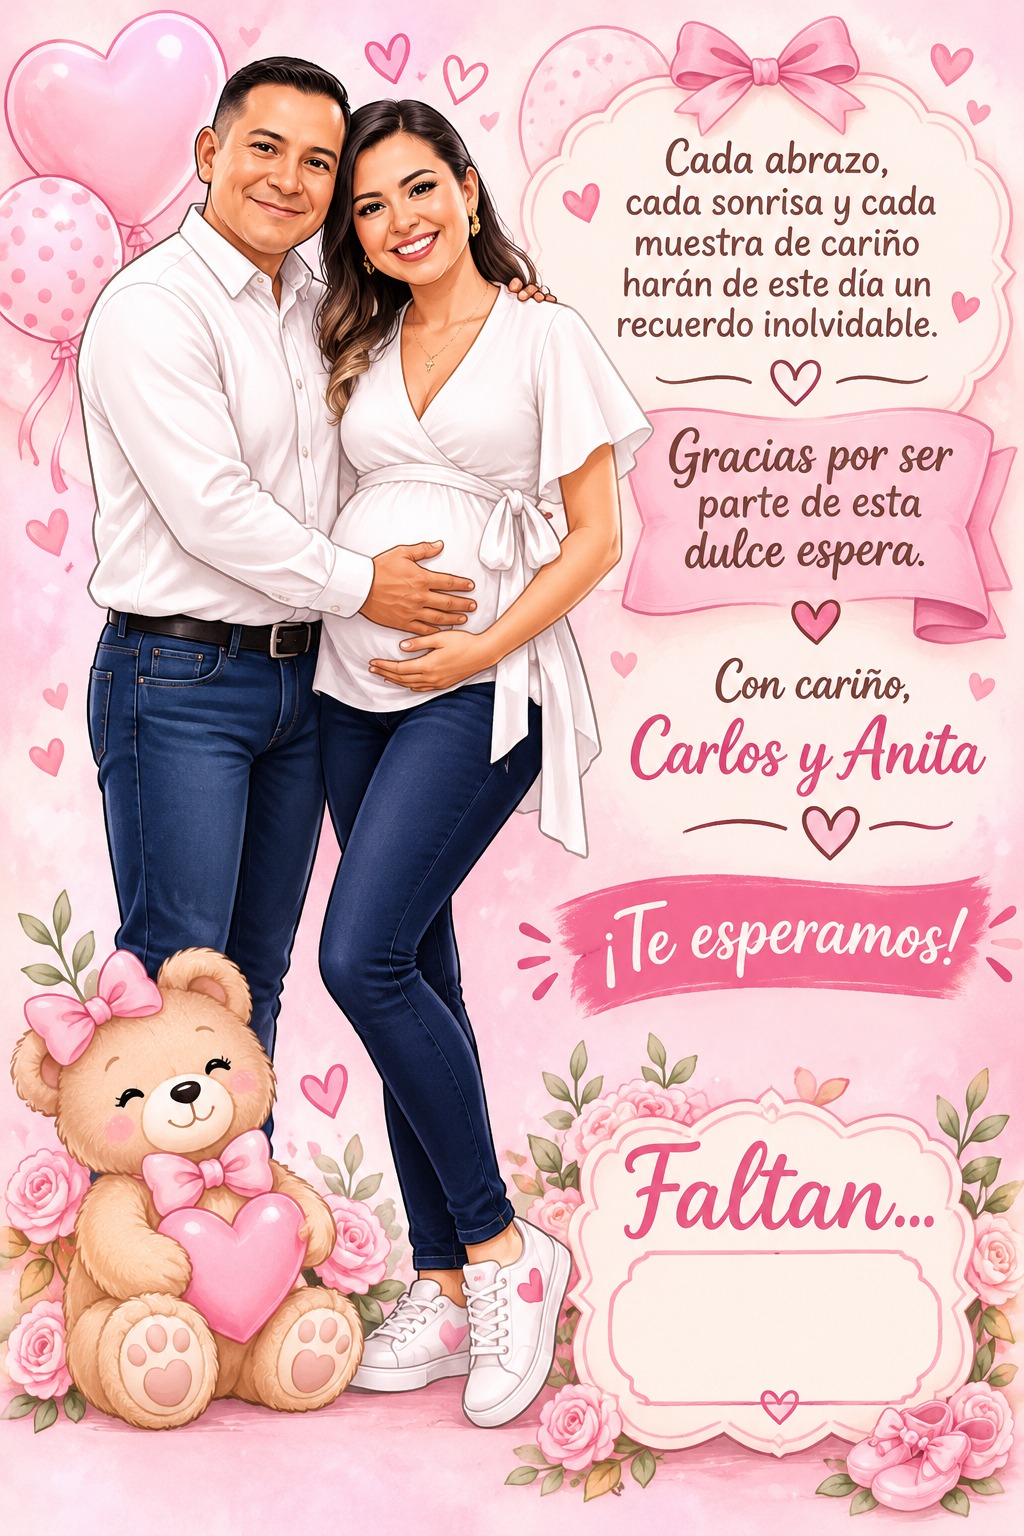 Cada abrazo,
cada sonrisa y cada
muestra de cariño
harán de este día un
recuerdo inolvidable.
Gracias por ser
parte de esta
dulce espera.
Con cariño,
Carlos y Anita
¡Te esperamos!
Faltan...